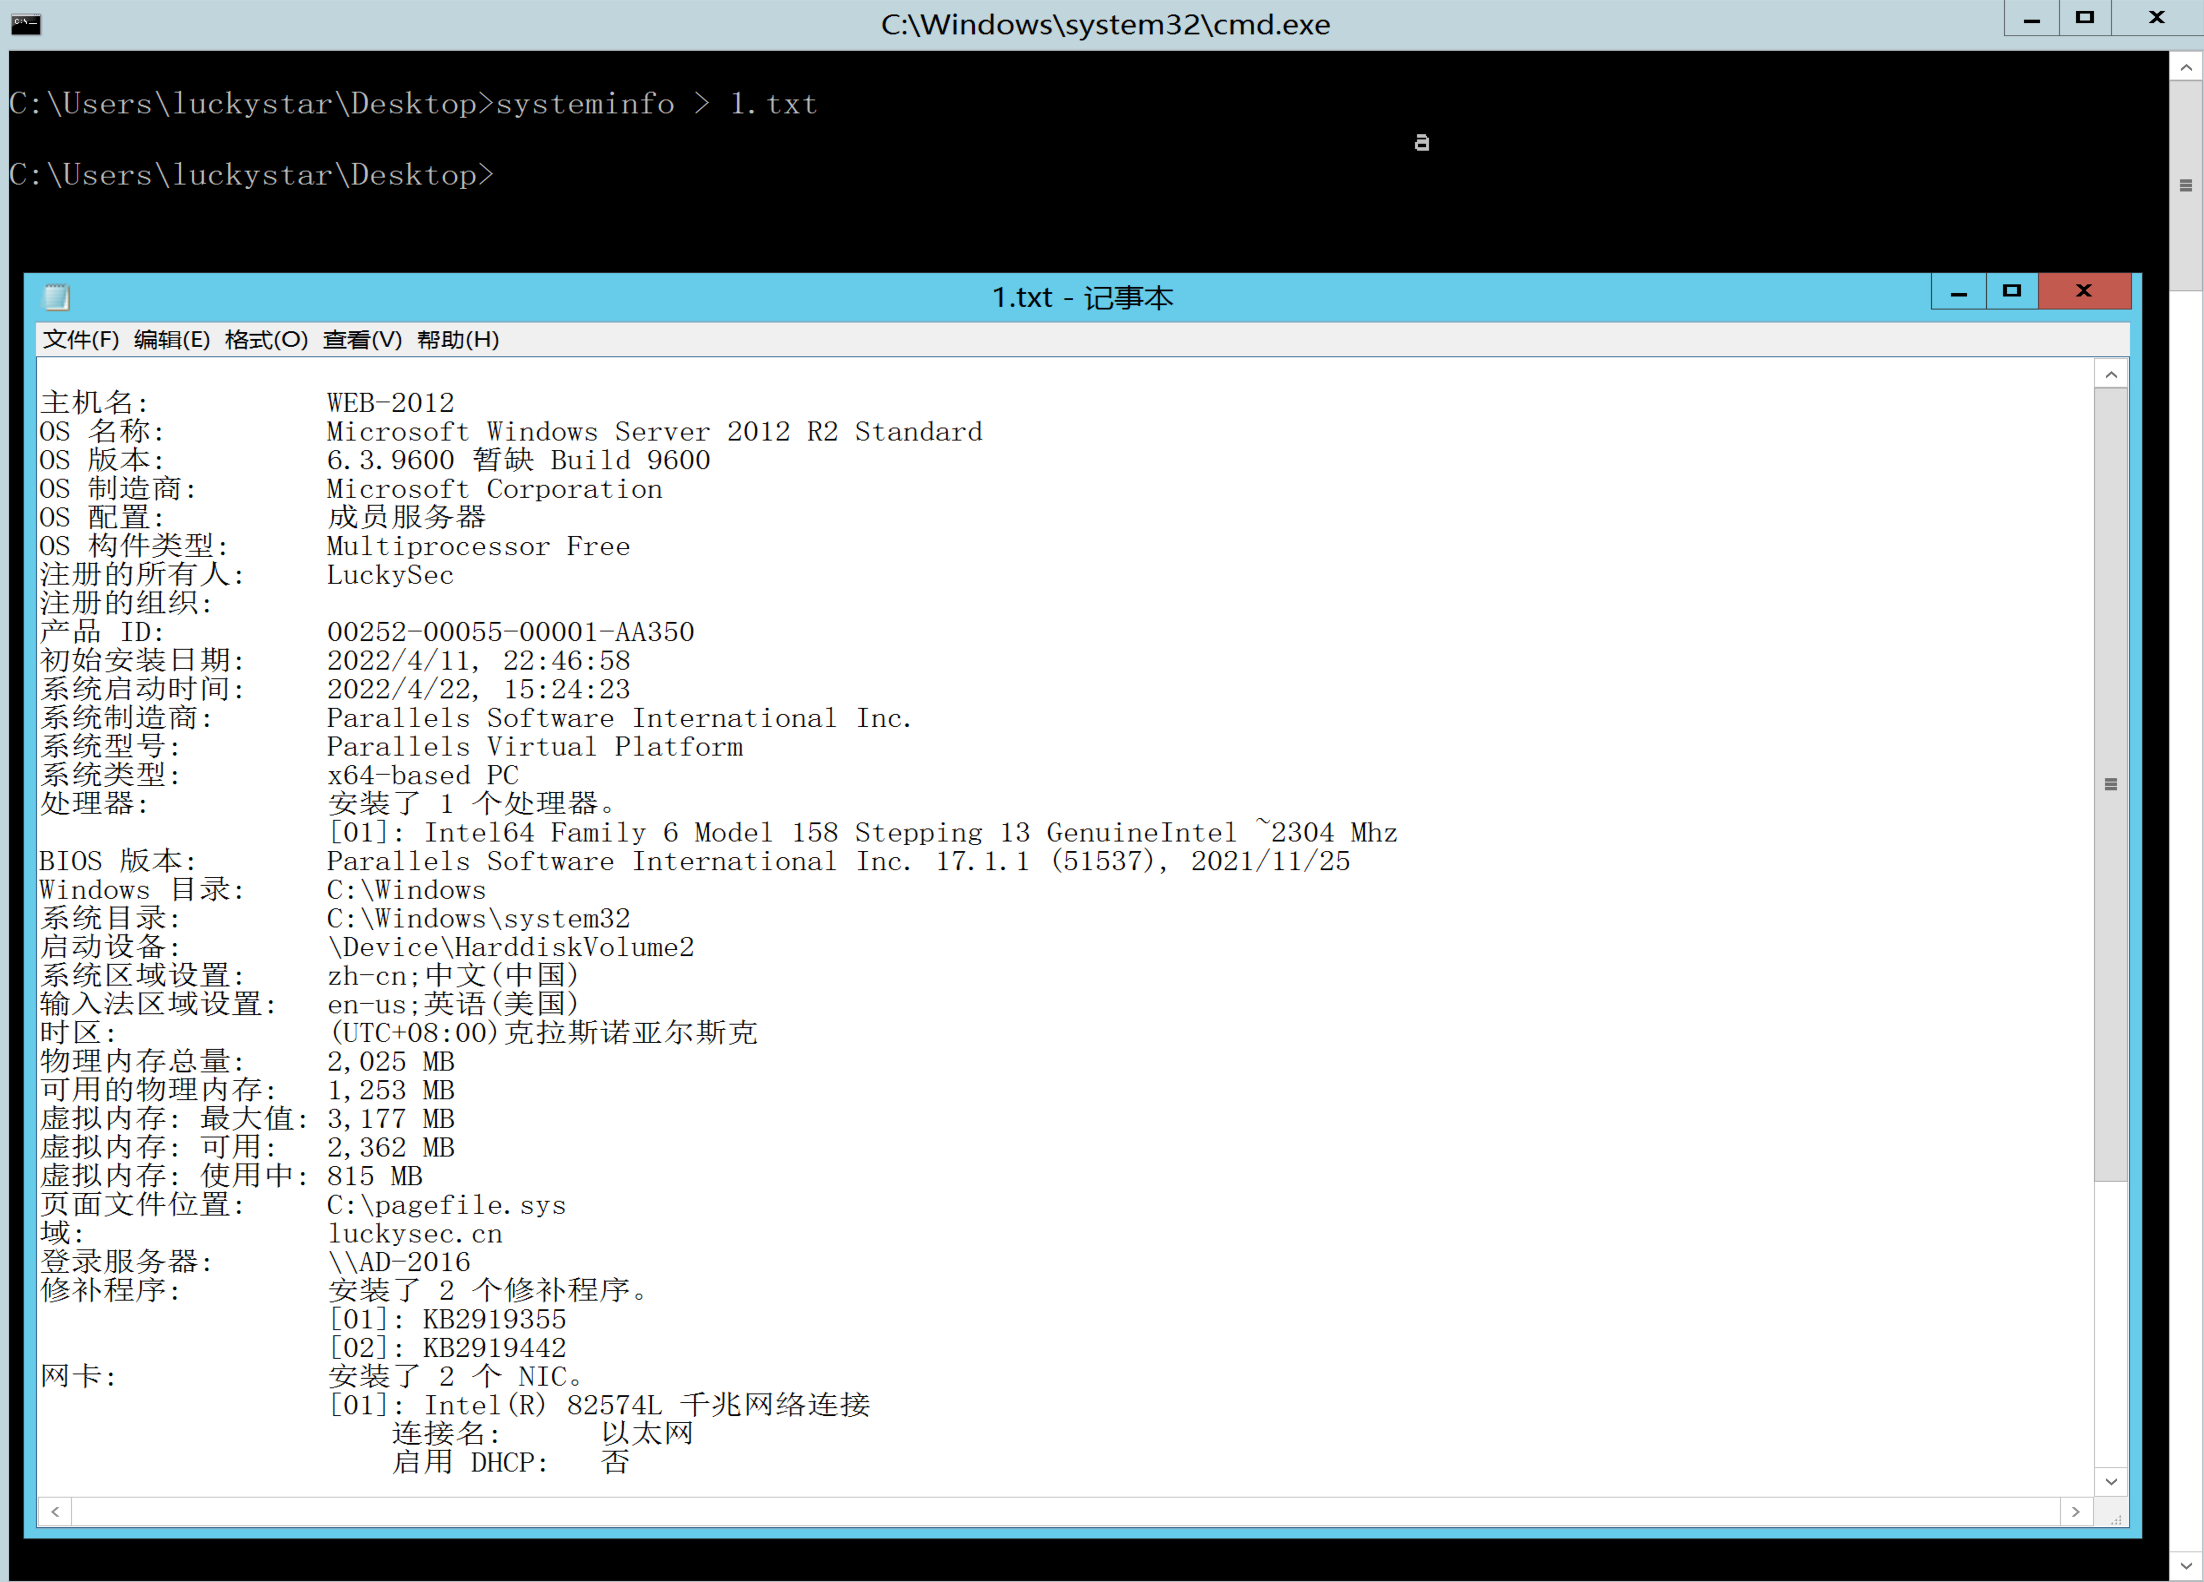 C:\Windows\system32\cmd.exe
C:\Users\luckystar\Desktop>systeminfo > 1.txt
a
C:\Users\luckystar\Desktop>
1.txt - 记事本
文件(F) 编辑(E) 格式(O) 查看(V) 帮助(H)
主机名: WEB-2012
OS 名称: Microsoft Windows Server 2012 R2 Standard
OS 版本: 6.3.9600 暂缺 Build 9600
OS 制造商: Microsoft Corporation
OS 配置: 成员服务器
OS 构件类型: Multiprocessor Free
注册的所有人: LuckySec
注册的组织:
产品 ID: 00252-00055-00001-AA350
初始安装日期: 2022/4/11, 22:46:58
系统启动时间: 2022/4/22, 15:24:23
系统制造商: Parallels Software International Inc.
系统型号: Parallels Virtual Platform
系统类型: x64-based PC
处理器: 安装了 1 个处理器。
[01]: Intel64 Family 6 Model 158 Stepping 13 GenuineIntel ~2304 Mhz
BIOS 版本: Parallels Software International Inc. 17.1.1 (51537), 2021/11/25
Windows 目录: C:\Windows
系统目录: C:\Windows\system32
启动设备: \Device\HarddiskVolume2
系统区域设置: zh-cn;中文(中国)
输入法区域设置: en-us;英语(美国)
时区: (UTC+08:00)克拉斯诺亚尔斯克
物理内存总量: 2,025 MB
可用的物理内存: 1,253 MB
虚拟内存: 最大值: 3,177 MB
虚拟内存: 可用: 2,362 MB
虚拟内存: 使用中: 815 MB
页面文件位置: C:\pagefile.sys
域: luckysec.cn
登录服务器: \\AD-2016
修补程序: 安装了 2 个修补程序。
[01]: KB2919355
[02]: KB2919442
网卡: 安装了 2 个 NIC。
[01]: Intel(R) 82574L 千兆网络连接
连接名: 以太网
启用 DHCP: 否